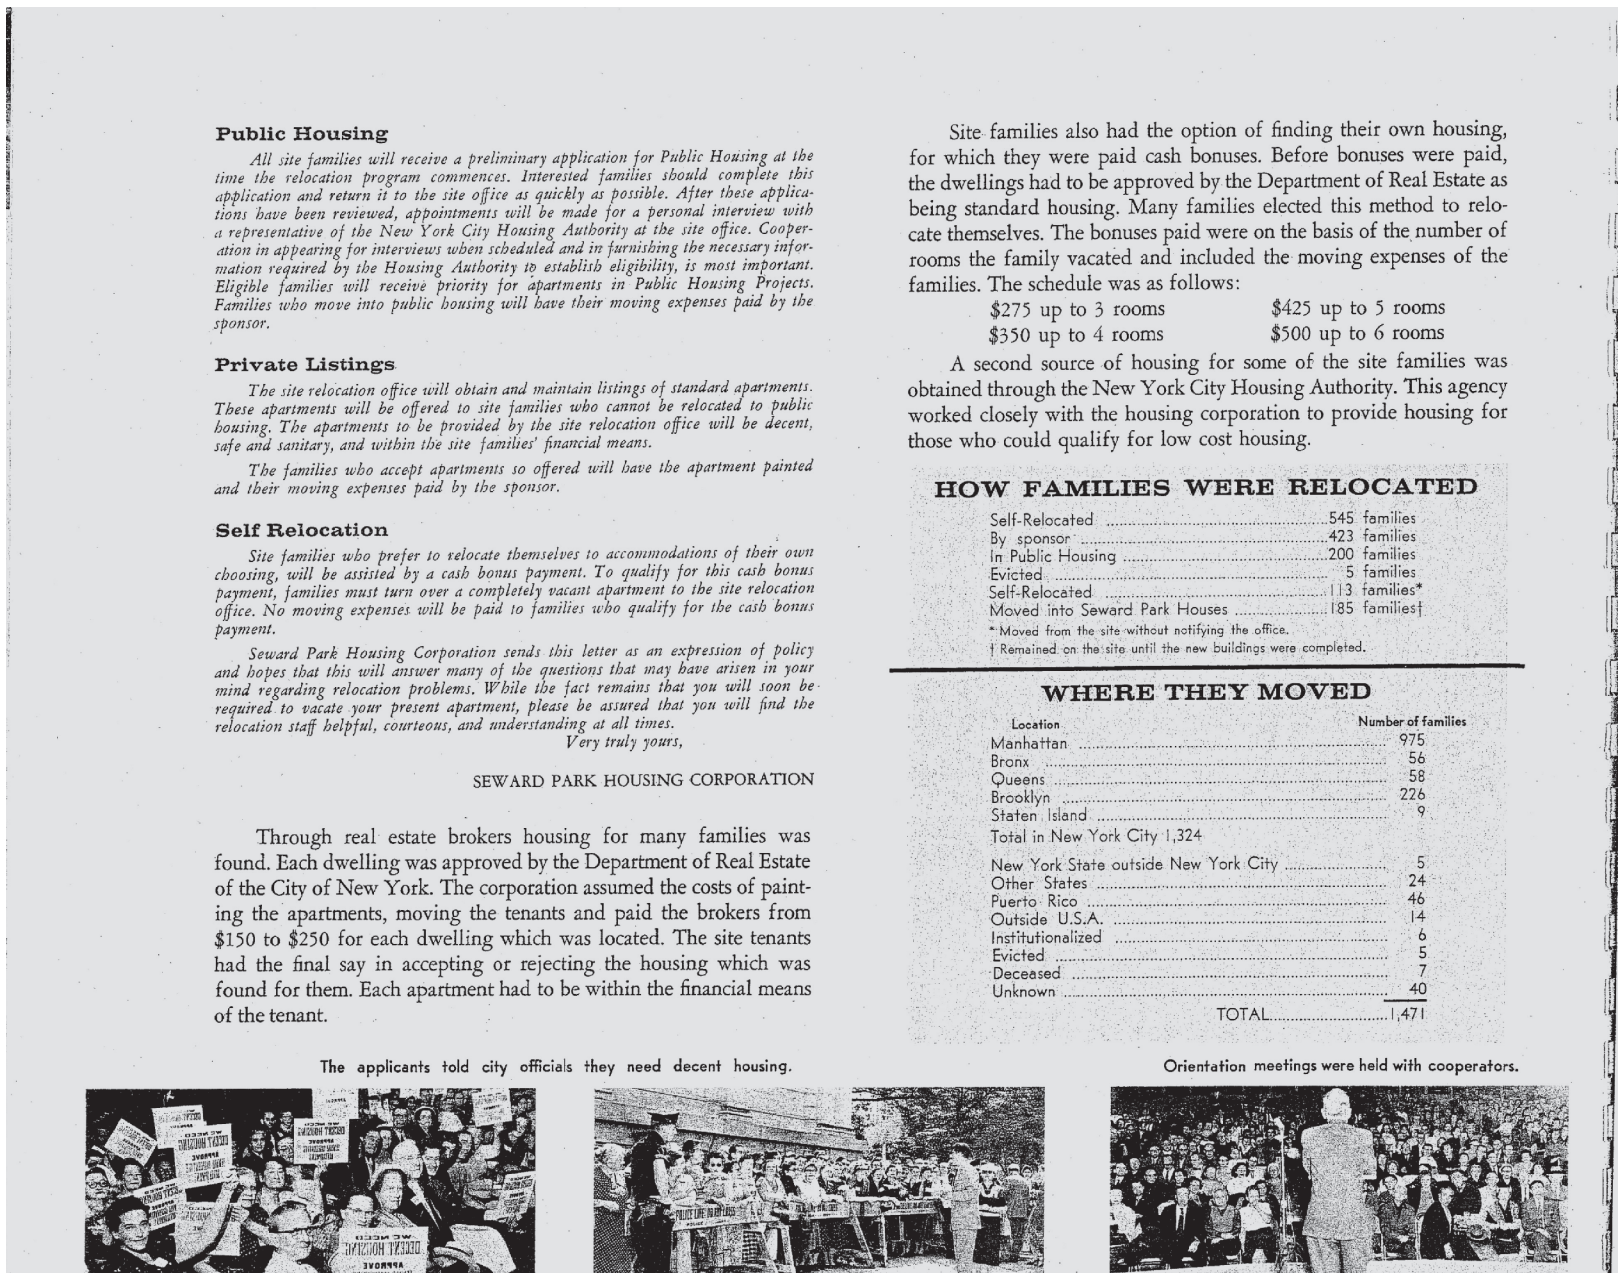 Public Housing
All site families will receive a preliminary application for Public Housing at the
time the relocation program commences. Interested families should complete this
application and return it to the site office as quickly as possible. After these applica-
tions have been reviewed, appointments will be made for a personal interview with
a representative of the New York City Housing Authority at the site office. Cooper-
ation in appearing for interviews when scheduled and in furnishing the necessary infor-
mation required by the Housing Authority to establish eligibility, is most important.
Eligible families will receive priority for apartments in Public Housing Projects.
Families who move into public housing will have their moving expenses paid by the
sponsor.
Private Listings
The site relocation office will obtain and maintain listings of standard apartments.
These apartments will be offered to site families who cannot be relocated to public
housing. The apartments to be provided by the site relocation office will be decent,
safe and sanitary, and within the site families' financial means.
The families who accept apartments so offered will have the apartment painted
and their moving expenses paid by the sponsor.
Self Relocation
Site families who prefer to relocate themselves to accommodations of their own
choosing, will be assisted by a cash bonus payment. To qualify for this cash bonus
payment, families must turn over a completely vacant apartment to the site relocation
office. No moving expenses will be paid to families who qualify for the cash bonus
payment.
Seward Park Housing Corporation sends this letter as an expression of policy
and hopes that this will answer many of the questions that may have arisen in your
mind regarding relocation problems. While the fact remains that you will soon be
required to vacate your present apartment, please be assured that you will find the
relocation staff helpful, courteous, and understanding at all times.
Very truly yours,
SEWARD PARK HOUSING CORPORATION
Through real estate brokers housing for many families was
found. Each dwelling was approved by the Department of Real Estate
of the City of New York. The corporation assumed the costs of paint-
ing the apartments, moving the tenants and paid the brokers from
$150 to $250 for each dwelling which was located. The site tenants
had the final say in accepting or rejecting the housing which was
found for them. Each apartment had to be within the financial means
of the tenant.
Site families also had the option of finding their own housing,
for which they were paid cash bonuses. Before bonuses were paid,
the dwellings had to be approved by the Department of Real Estate as
being standard housing. Many families elected this method to relo-
cate themselves. The bonuses paid were on the basis of the number of
rooms the family vacated and included the moving expenses of the
families. The schedule was as follows:
$275 up to 3 rooms $425 up to 5 rooms
$350 up to 4 rooms $500 up to 6 rooms
A second source of housing for some of the site families was
obtained through the New York City Housing Authority. This agency
worked closely with the housing corporation to provide housing for
those who could qualify for low cost housing.
HOW FAMILIES WERE RELOCATED
Self-Relocated 545 families
By sponsor 423 families
In Public Housing 200 families
Evicted 5 families
Self-Relocated 113 families*
Moved into Seward Park Houses 185 families†
* Moved from the site without notifying the office.
† Remained on the site until the new buildings were completed.
WHERE THEY MOVED
Location Number of families
Manhattan 975
Bronx 56
Queens 58
Brooklyn 226
Staten Island 9
Total in New York City 1,324
New York State outside New York City 5
Other States 24
Puerto Rico 46
Outside U.S.A. 14
Institutionalized 6
Evicted 5
Deceased 7
Unknown 40
TOTAL 1,471
The applicants told city officials they need decent housing.
Orientation meetings were held with cooperators.
WE NEED
DECENT HOUSING
APPROVE
POLICE LINE